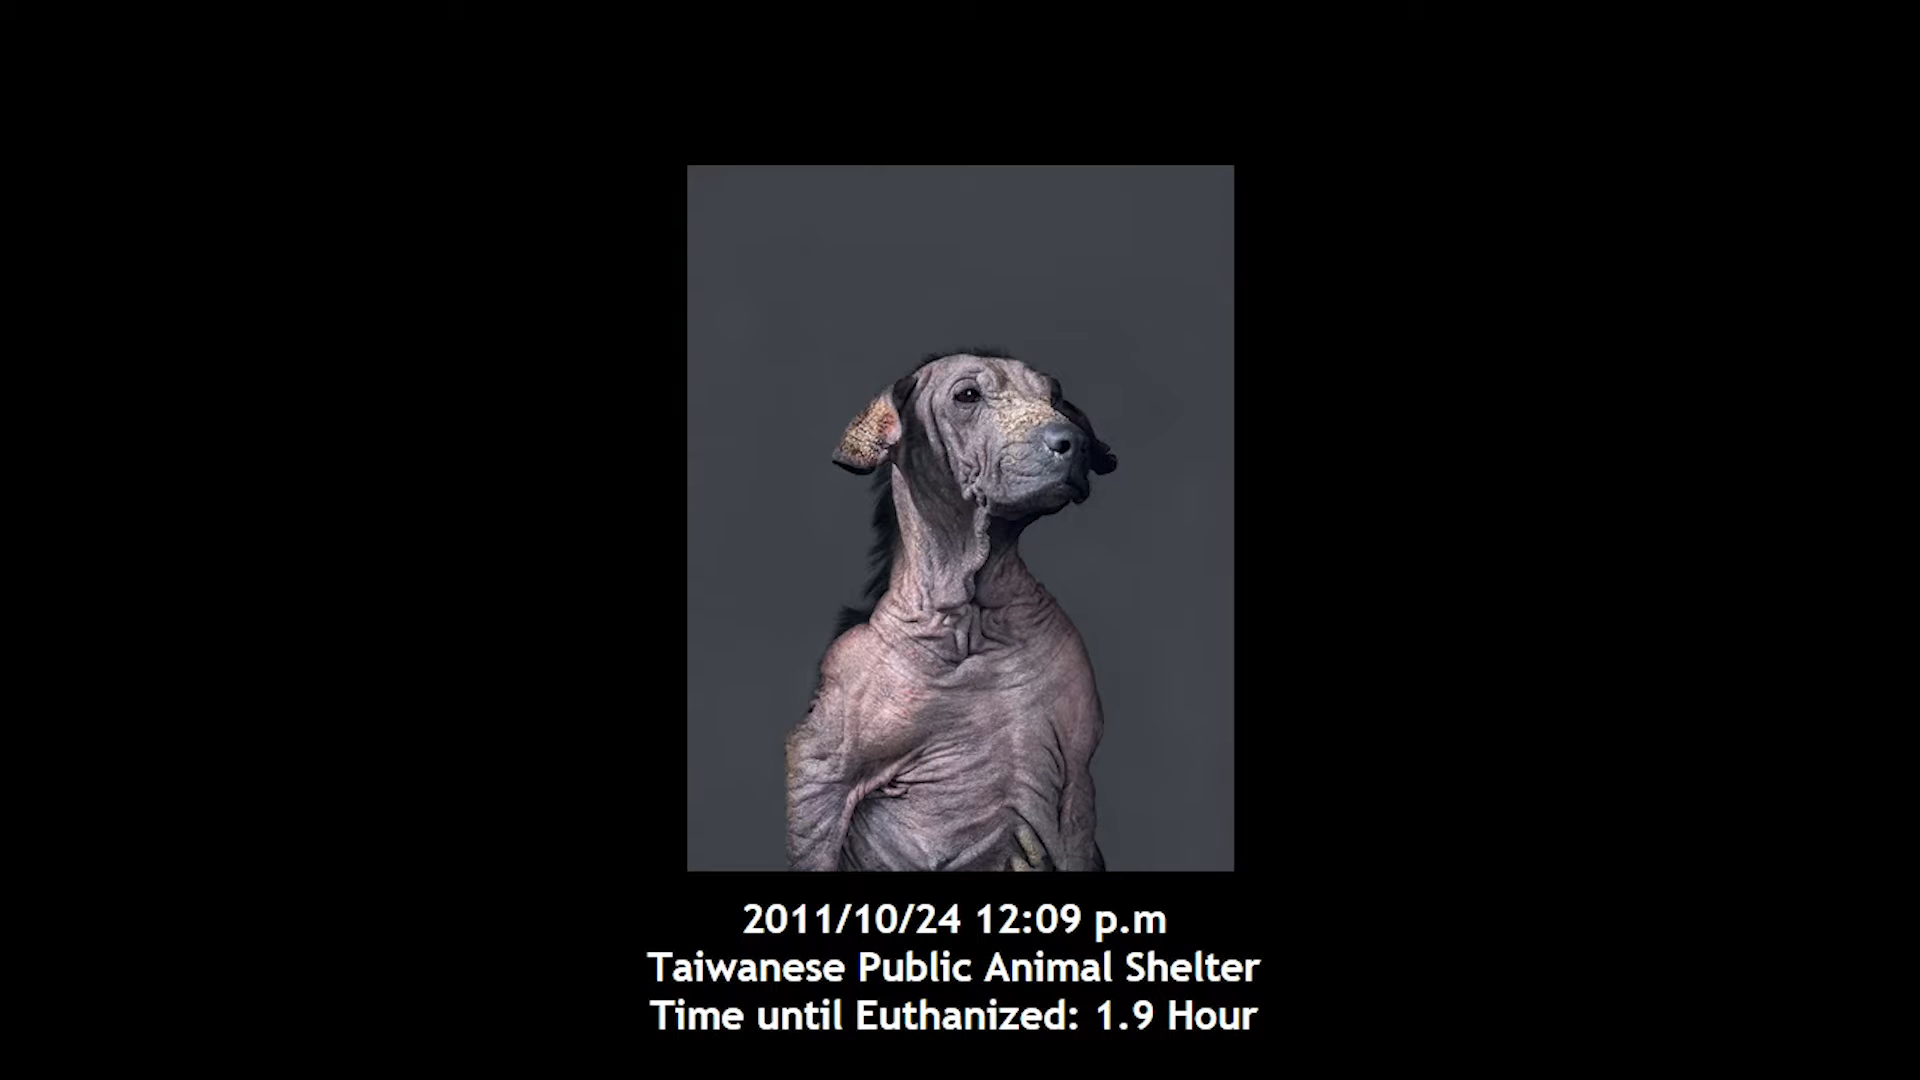 2011/10/24 12:09 p.m
Taiwanese Public Animal Shelter
Time until Euthanized: 1.9 Hour